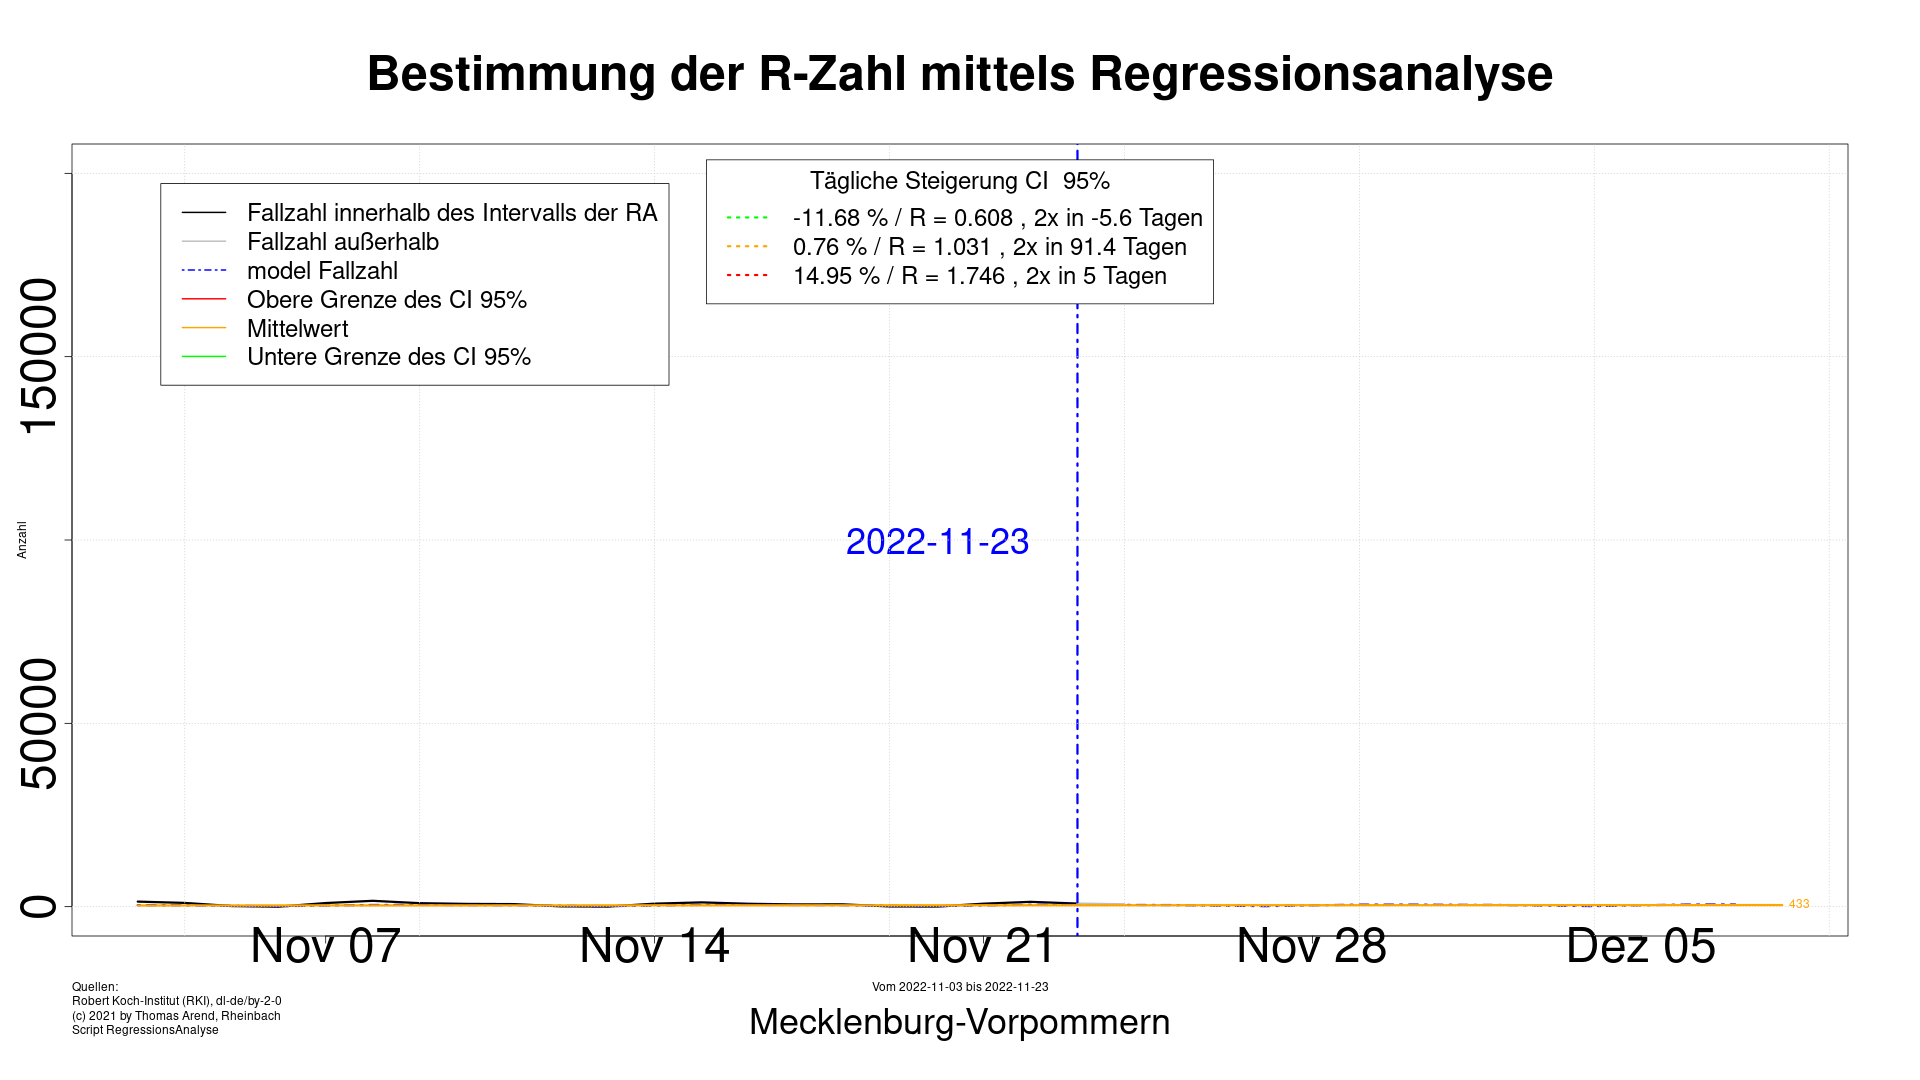 Bestimmung der R-Zahl mittels Regressionsanalyse
Fallzahl innerhalb des Intervalls der RA
Fallzahl außerhalb
model Fallzahl
Obere Grenze des CI 95%
Mittelwert
Untere Grenze des CI 95%
Tägliche Steigerung CI  95%
-11.68 % / R = 0.608 , 2x in -5.6 Tagen
0.76 % / R = 1.031 , 2x in 91.4 Tagen
14.95 % / R = 1.746 , 2x in 5 Tagen
150000
50000
0
Anzahl
2022-11-23
433
Nov 07
Nov 14
Nov 21
Nov 28
Dez 05
Quellen:
Robert Koch-Institut (RKI), dl-de/by-2-0
(c) 2021 by Thomas Arend, Rheinbach
Script RegressionsAnalyse
Vom 2022-11-03 bis 2022-11-23
Mecklenburg-Vorpommern